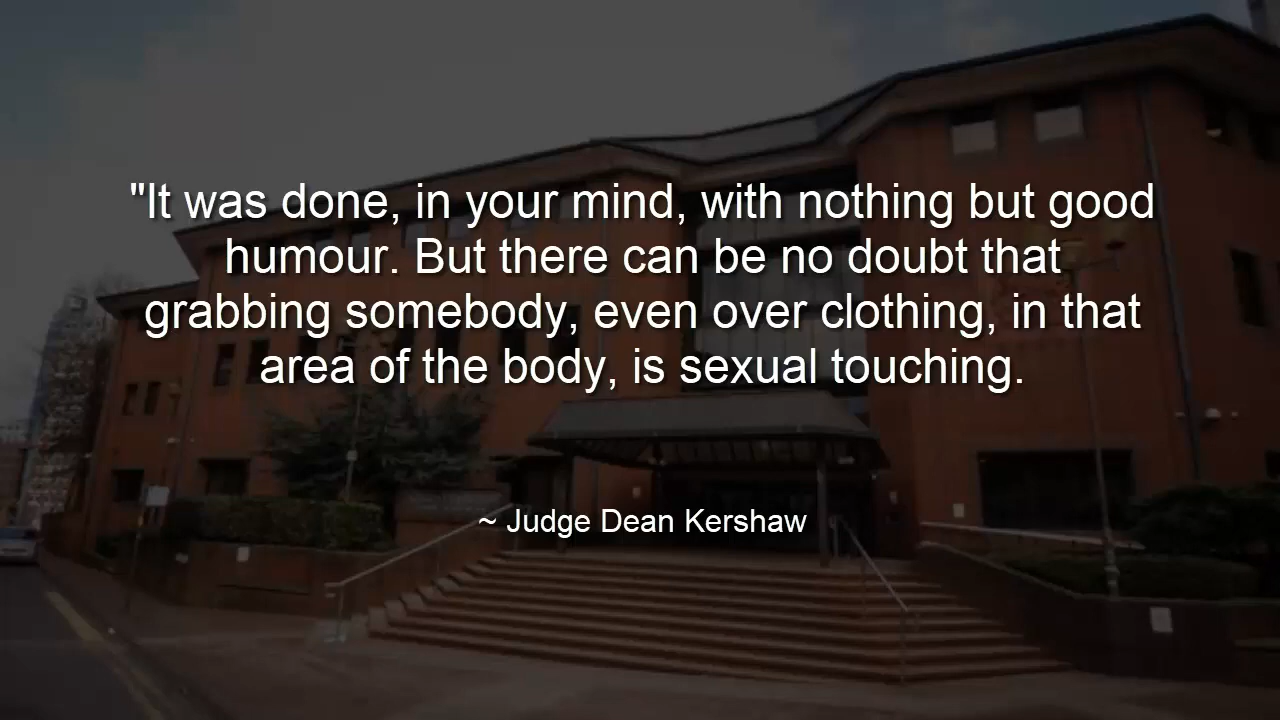 "It was done, in your mind, with nothing but good
humour. But there can be no doubt that
grabbing somebody, even over clothing, in that
area of the body, is sexual touching.
~ Judge Dean Kershaw